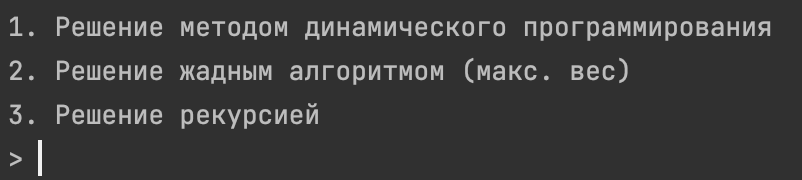 1. Решение методом динамического программирования
2. Решение жадным алгоритмом (макс. вес)
3. Решение рекурсией
>